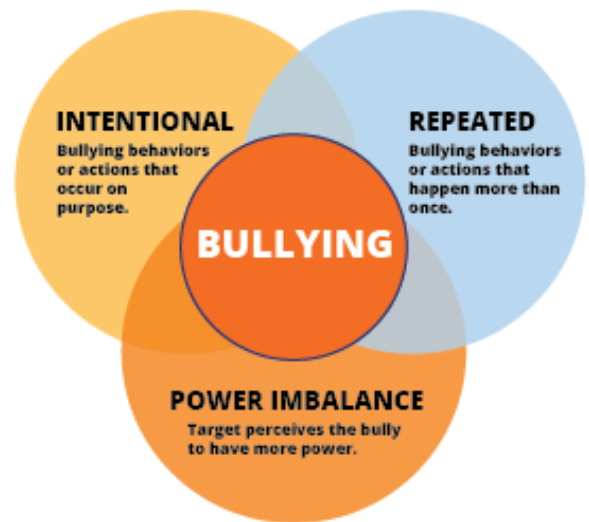 INTENTIONAL
Bullying behaviors
or actions that
occur on
purpose.
REPEATED
Bullying behaviors
or actions that
happen more than
once.
BULLYING
POWER IMBALANCE
Target perceives the bully
to have more power.